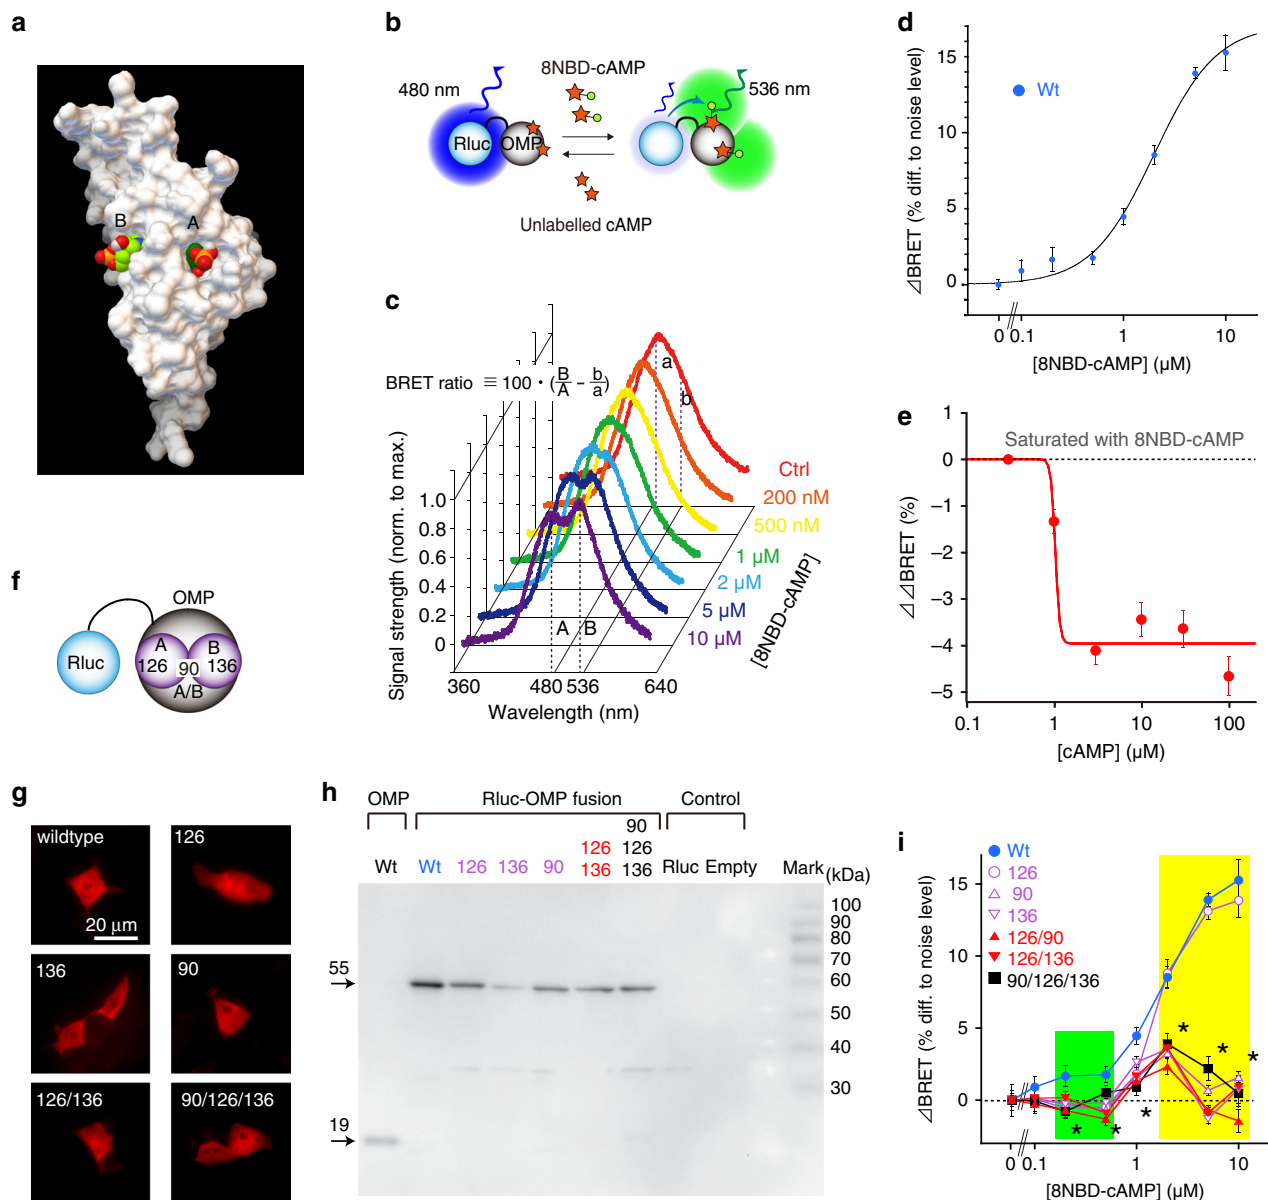 a
B
A
b
8NBD-cAMP
480 nm
536 nm
Rluc
OMP
Unlabelled cAMP
c
BRET ratio ≡ 100 · (B/A − b/a)
a
b
Signal strength (norm. to max.)
1.0
0.8
0.6
0.4
0.2
0
A
B
Ctrl
200 nM
500 nM
1 µM
2 µM
5 µM
10 µM
[8NBD-cAMP]
360
480
536
640
Wavelength (nm)
d
⊿BRET (% diff. to noise level)
15
10
5
0
Wt
0
0.1
1
10
[8NBD-cAMP] (µM)
e
⊿⊿BRET (%)
1
0
−1
−2
−3
−4
−5
Saturated with 8NBD-cAMP
0.1
1
10
100
[cAMP] (µM)
f
OMP
Rluc
A
126
90
A/B
B
136
g
wildtype
20 µm
126
136
90
126/136
90/126/136
h
OMP
Rluc-OMP fusion
Control
Wt
Wt
126
136
90
126
136
90
126
136
Rluc
Empty
Mark
(kDa)
55
19
100
90
80
70
60
50
40
30
i
⊿BRET (% diff. to noise level)
Wt
126
90
136
126/90
126/136
90/126/136
15
10
5
0
*
*
*
*
*
*
0
0.1
1
10
[8NBD-cAMP] (µM)